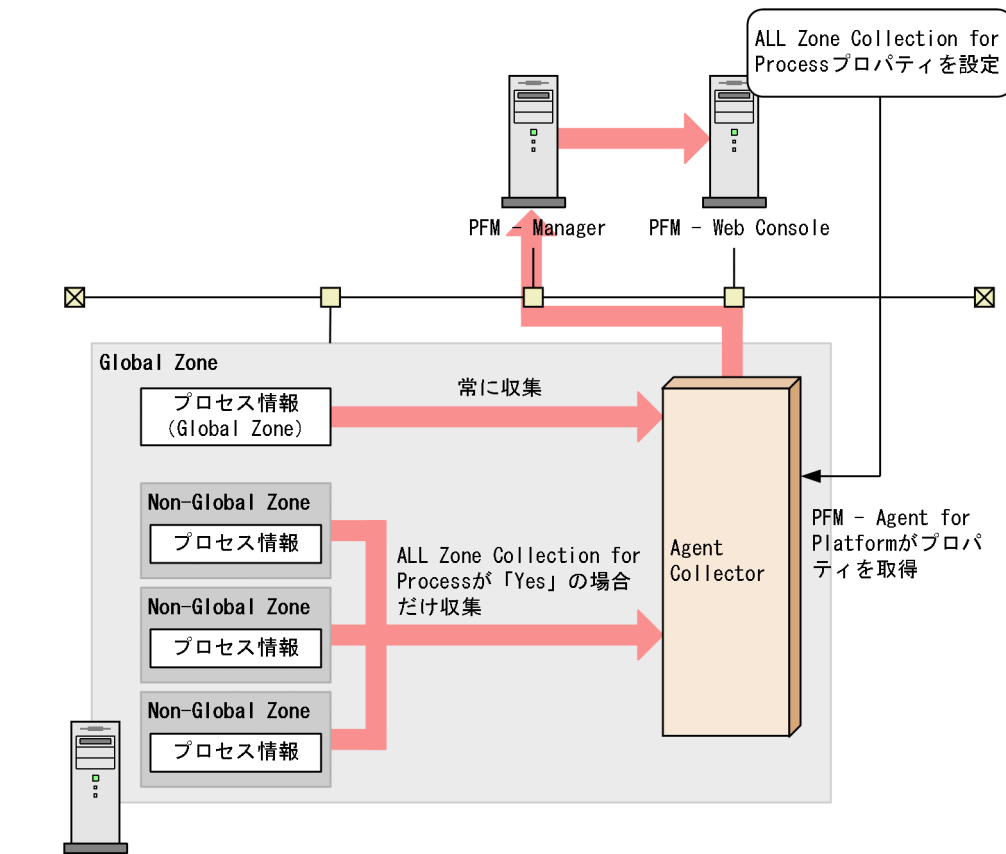 ALL Zone Collection for
Processプロパティを設定
PFM - Manager
PFM - Web Console
Global Zone
プロセス情報
(Global Zone)
常に収集
Non-Global Zone
プロセス情報
Non-Global Zone
プロセス情報
Non-Global Zone
プロセス情報
ALL Zone Collection for
Processが「Yes」の場合
だけ収集
Agent
Collector
PFM - Agent for
Platformがプロパ
ティを取得